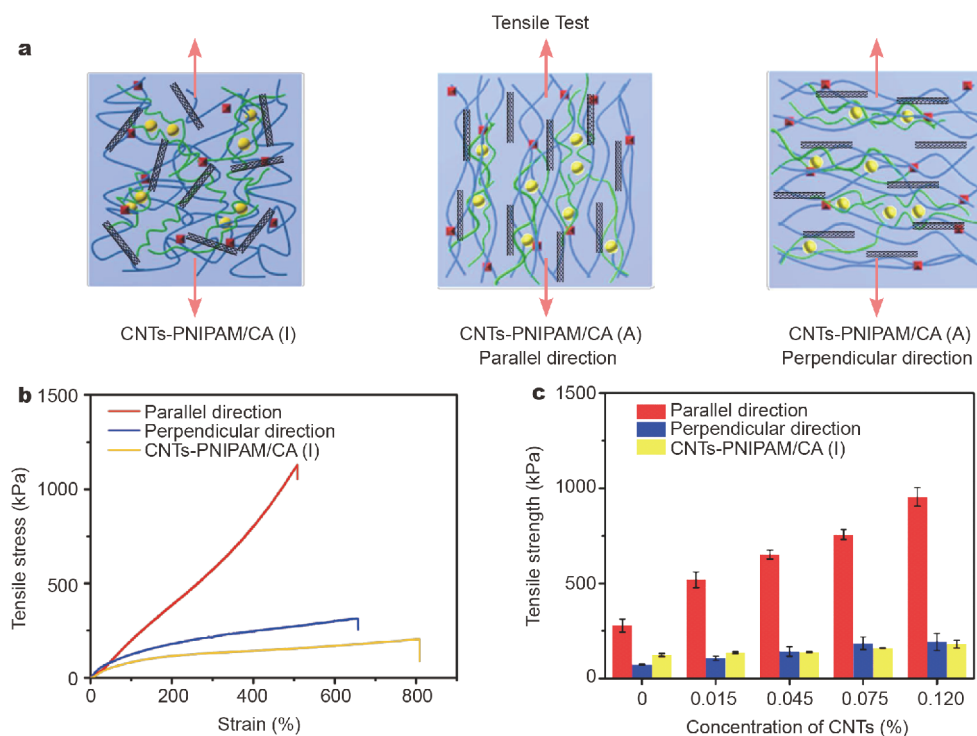 a
Tensile Test
CNTs-PNIPAM/CA (I)
CNTs-PNIPAM/CA (A)
Parallel direction
CNTs-PNIPAM/CA (A)
Perpendicular direction
b
1500
1000
500
0
Tensile stress (kPa)
Parallel direction
Perpendicular direction
CNTs-PNIPAM/CA (I)
0
200
400
600
800
Strain (%)
c
1500
1000
500
0
Tensile strength (kPa)
Parallel direction
Perpendicular direction
CNTs-PNIPAM/CA (I)
0
0.015
0.045
0.075
0.120
Concentration of CNTs (%)